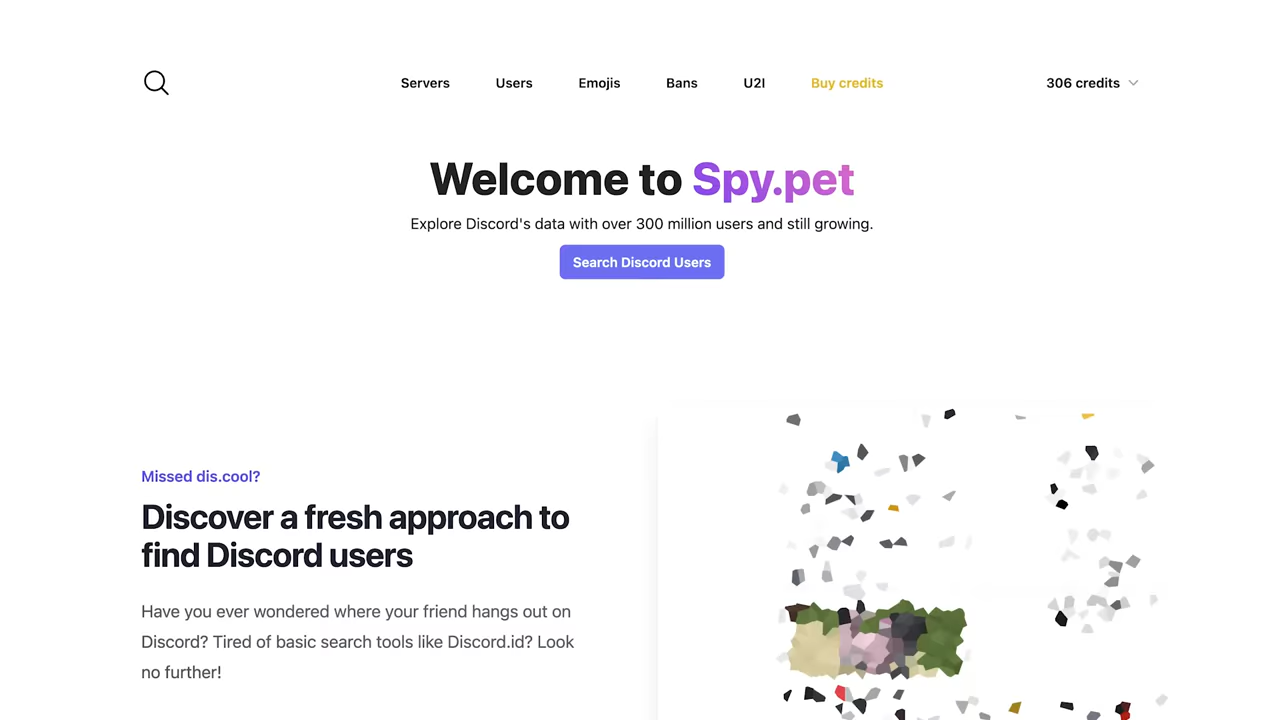 Servers Users Emojis Bans U2I Buy credits 306 credits
Welcome to Spy.pet
Explore Discord's data with over 300 million users and still growing.
Search Discord Users
Missed dis.cool?
Discover a fresh approach to
find Discord users
Have you ever wondered where your friend hangs out on
Discord? Tired of basic search tools like Discord.id? Look
no further!